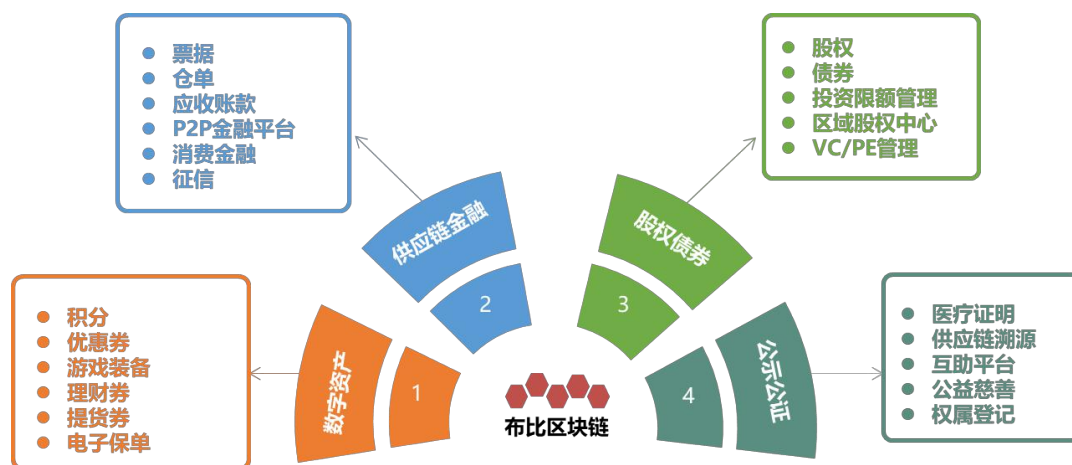 票据
仓单
应收账款
P2P金融平台
消费金融
征信
股权
债券
投资限额管理
区域股权中心
VC/PE管理
供应链金融
2
股权债券
3
积分
优惠券
游戏装备
理财券
提货券
电子保单
数字资产
1
布比区块链
4
公示公证
医疗证明
供应链溯源
互助平台
公益慈善
权属登记